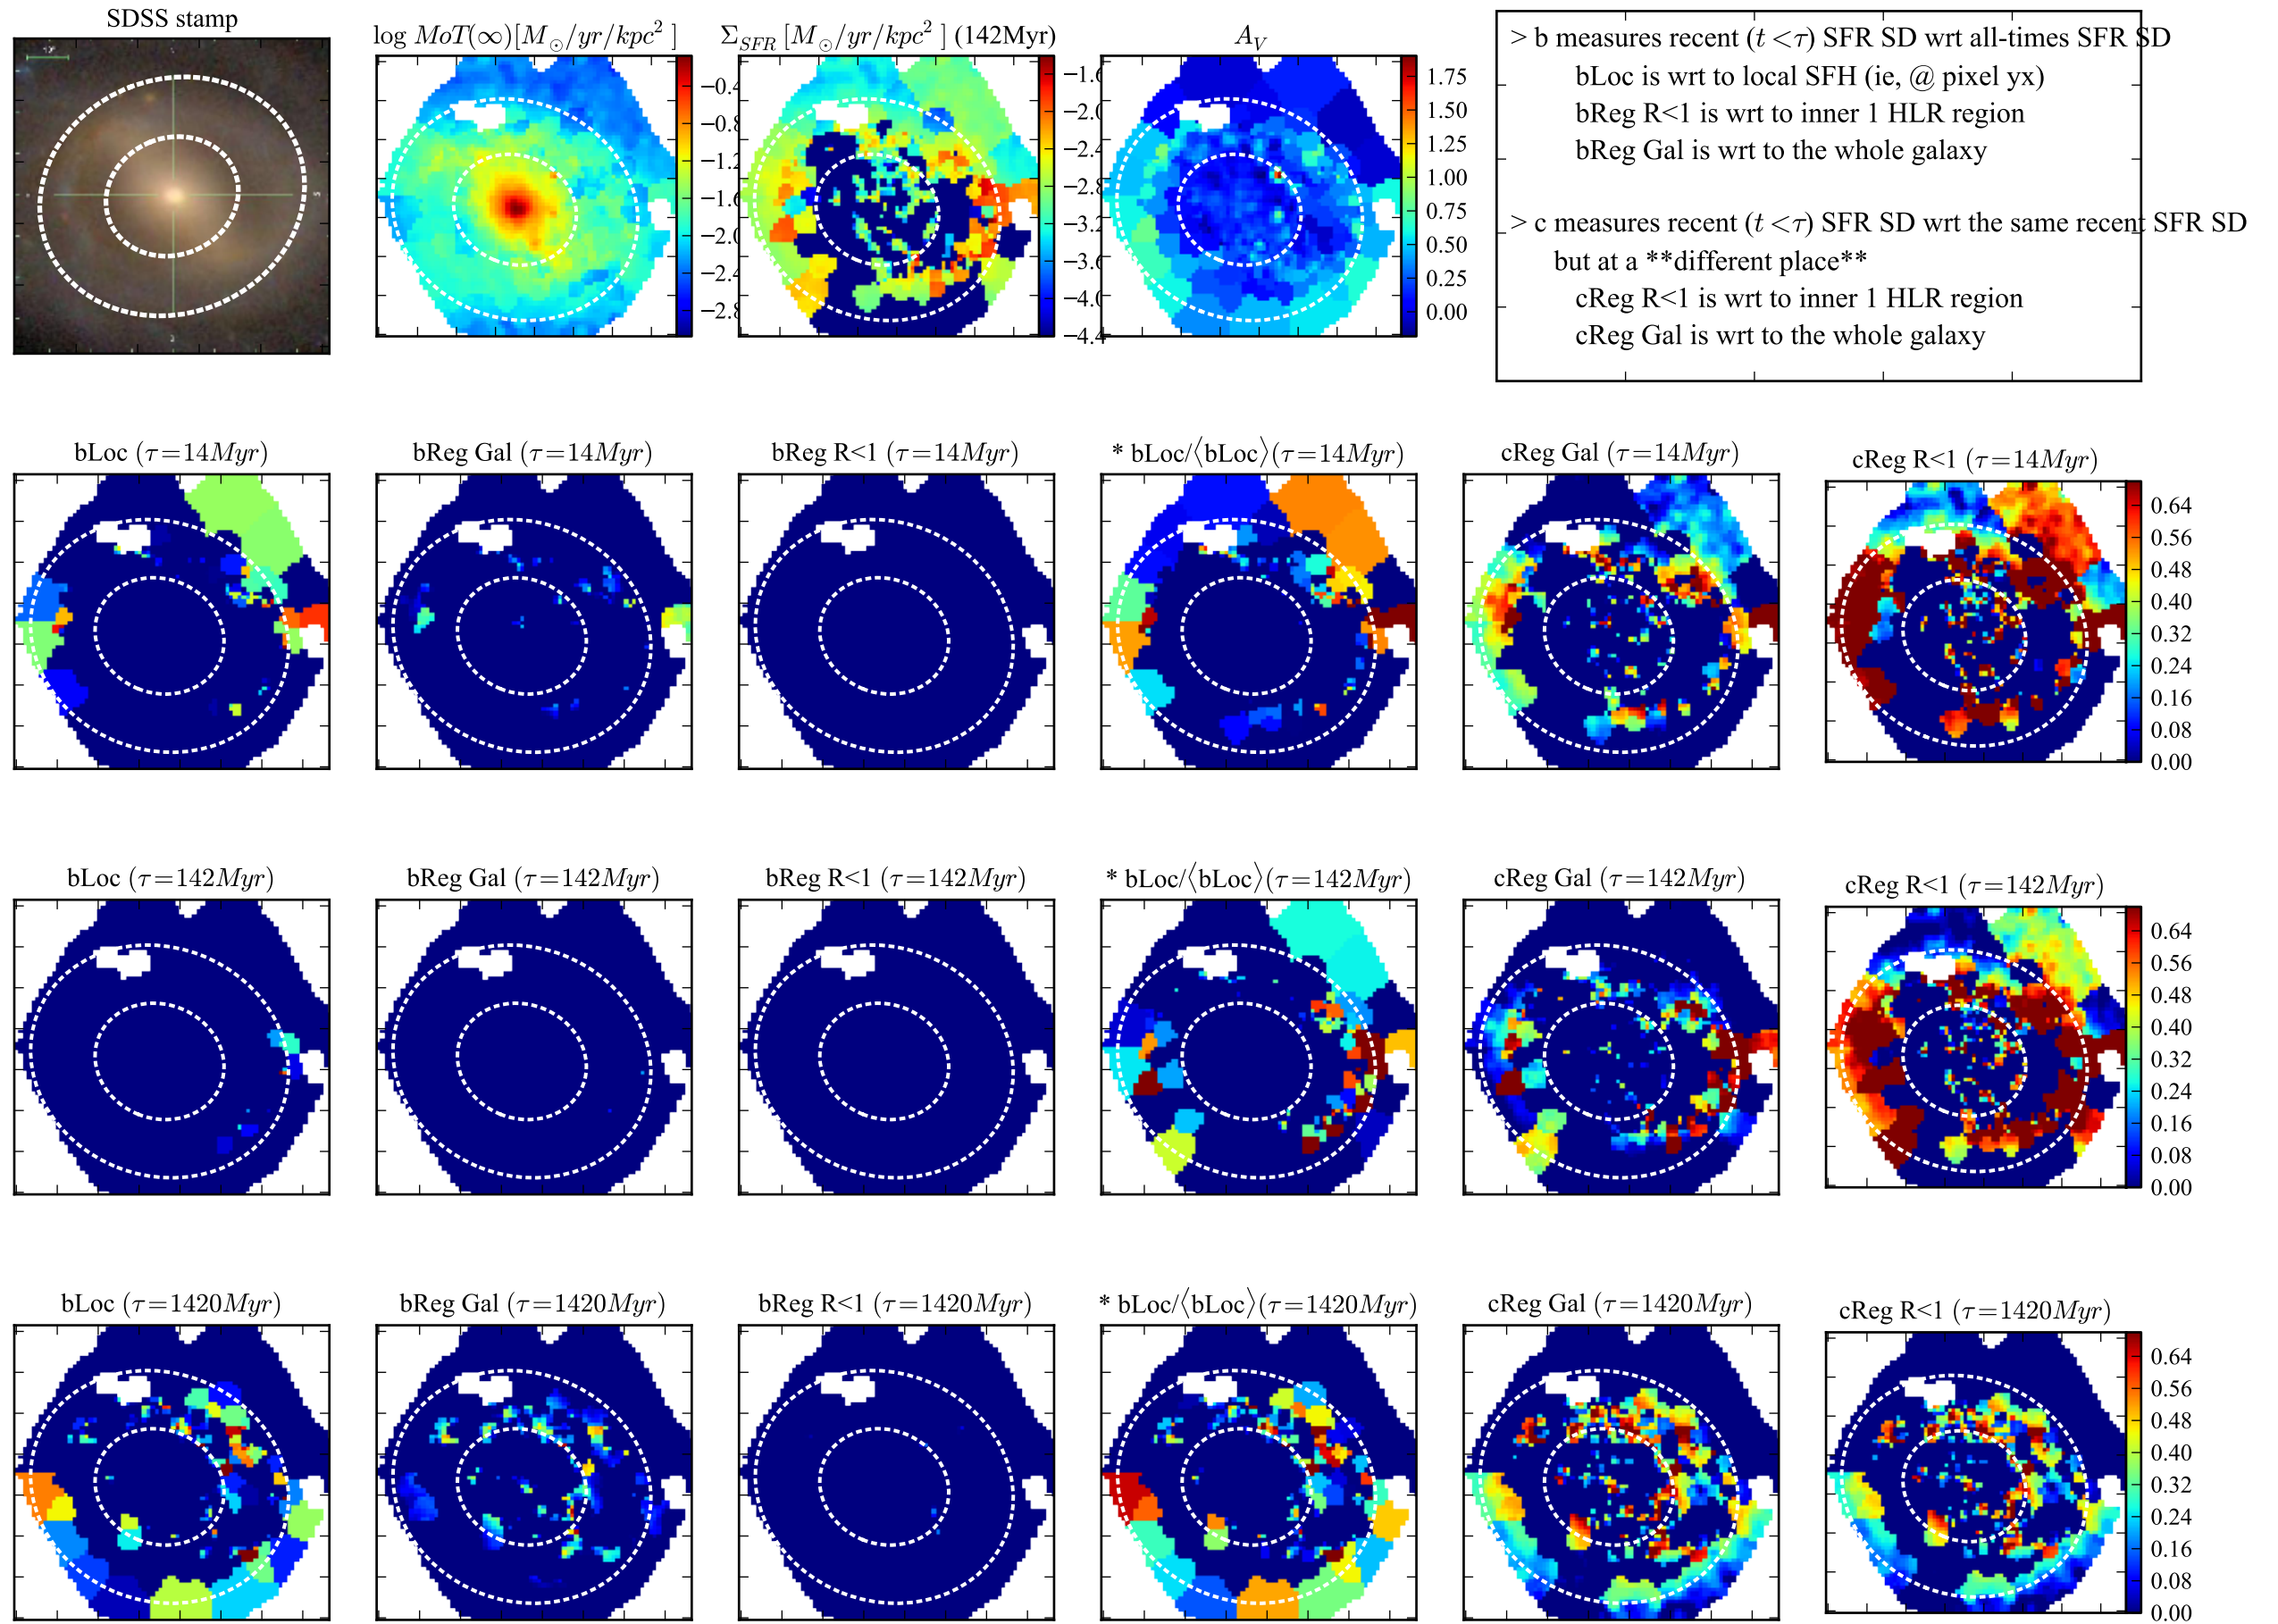 SDSS stamp
log MoT(∞)[M⊙/yr/kpc² ]
Σ_SFR [M⊙/yr/kpc² ] (142Myr)
A_V
−0.4
−0.8
−1.2
−1.6
−2.0
−2.4
−2.8
−1.6
−2.0
−2.4
−2.8
−3.2
−3.6
−4.0
−4.4
1.75
1.50
1.25
1.00
0.75
0.50
0.25
0.00
> b measures recent (t <τ) SFR SD wrt all-times SFR SD
bLoc is wrt to local SFH (ie, @ pixel yx)
bReg R<1 is wrt to inner 1 HLR region
bReg Gal is wrt to the whole galaxy
> c measures recent (t <τ) SFR SD wrt the same recent SFR SD
but at a **different place**
cReg R<1 is wrt to inner 1 HLR region
cReg Gal is wrt to the whole galaxy
bLoc (τ=14Myr)
bReg Gal (τ=14Myr)
bReg R<1 (τ=14Myr)
* bLoc/⟨bLoc⟩(τ=14Myr)
cReg Gal (τ=14Myr)
cReg R<1 (τ=14Myr)
0.64
0.56
0.48
0.40
0.32
0.24
0.16
0.08
0.00
bLoc (τ=142Myr)
bReg Gal (τ=142Myr)
bReg R<1 (τ=142Myr)
* bLoc/⟨bLoc⟩(τ=142Myr)
cReg Gal (τ=142Myr)
cReg R<1 (τ=142Myr)
0.64
0.56
0.48
0.40
0.32
0.24
0.16
0.08
0.00
bLoc (τ=1420Myr)
bReg Gal (τ=1420Myr)
bReg R<1 (τ=1420Myr)
* bLoc/⟨bLoc⟩(τ=1420Myr)
cReg Gal (τ=1420Myr)
cReg R<1 (τ=1420Myr)
0.64
0.56
0.48
0.40
0.32
0.24
0.16
0.08
0.00